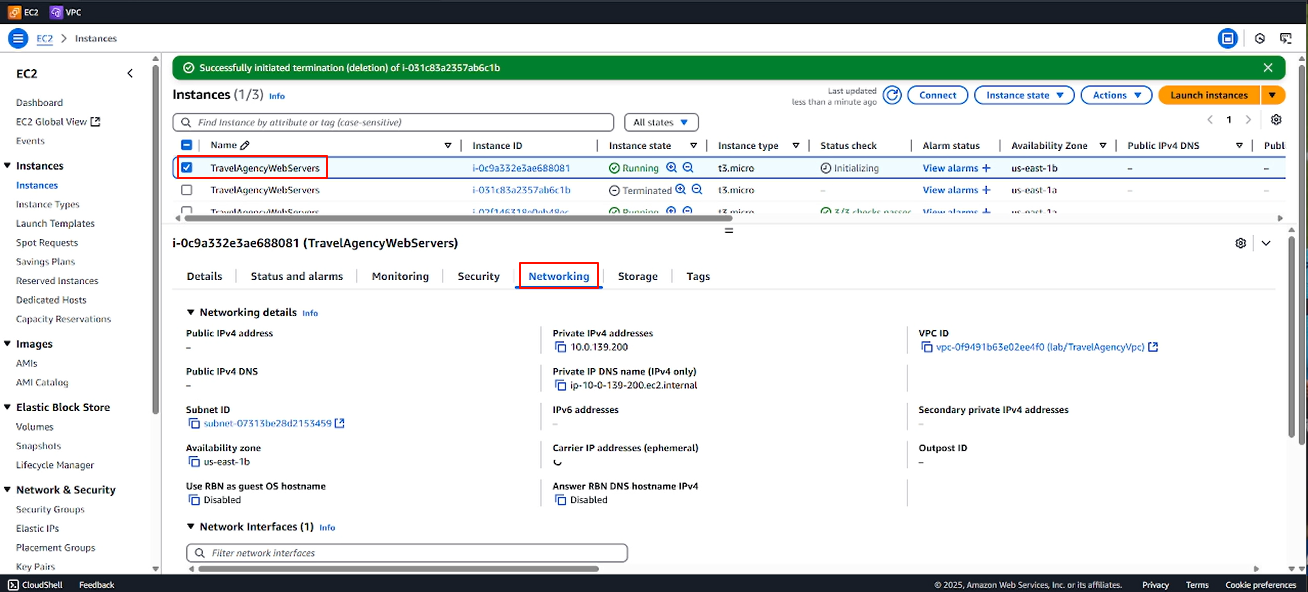 EC2 VPC
EC2 > Instances
EC2
Dashboard
EC2 Global View
Events
Instances
Instances
Instance Types
Launch Templates
Spot Requests
Savings Plans
Reserved Instances
Dedicated Hosts
Capacity Reservations
Images
AMIs
AMI Catalog
Elastic Block Store
Volumes
Snapshots
Lifecycle Manager
Network & Security
Security Groups
Elastic IPs
Placement Groups
Key Pairs
Successfully initiated termination (deletion) of i-031c83a2357ab6c1b
Instances (1/3) Info
Last updated
less than a minute ago
Connect Instance state Actions Launch instances
Find Instance by attribute or tag (case-sensitive) All states 1
Name Instance ID Instance state Instance type Status check Alarm status Availability Zone Public IPv4 DNS Publ
TravelAgencyWebServers i-0c9a332e3ae688081 Running t3.micro Initializing View alarms + us-east-1b – –
TravelAgencyWebServers i-031c83a2357ab6c1b Terminated t3.micro – View alarms + us-east-1a – –
TravelAgencyWebServers Running t3.micro 3/3 checks passed View alarms + us-east-1a
i-0c9a332e3ae688081 (TravelAgencyWebServers)
Details Status and alarms Monitoring Security Networking Storage Tags
Networking details Info
Public IPv4 address Private IPv4 addresses VPC ID
– 10.0.139.200 vpc-0f9491b63e02ee4f0 (lab/TravelAgencyVpc)
Public IPv4 DNS Private IP DNS name (IPv4 only)
– ip-10-0-139-200.ec2.internal
Subnet ID IPv6 addresses Secondary private IPv4 addresses
subnet-07313be28d2153459 – –
Availability zone Carrier IP addresses (ephemeral) Outpost ID
us-east-1b –
Use RBN as guest OS hostname Answer RBN DNS hostname IPv4
Disabled Disabled
Network Interfaces (1) Info
Filter network interfaces
CloudShell Feedback © 2025, Amazon Web Services, Inc. or its affiliates. Privacy Terms Cookie preferences